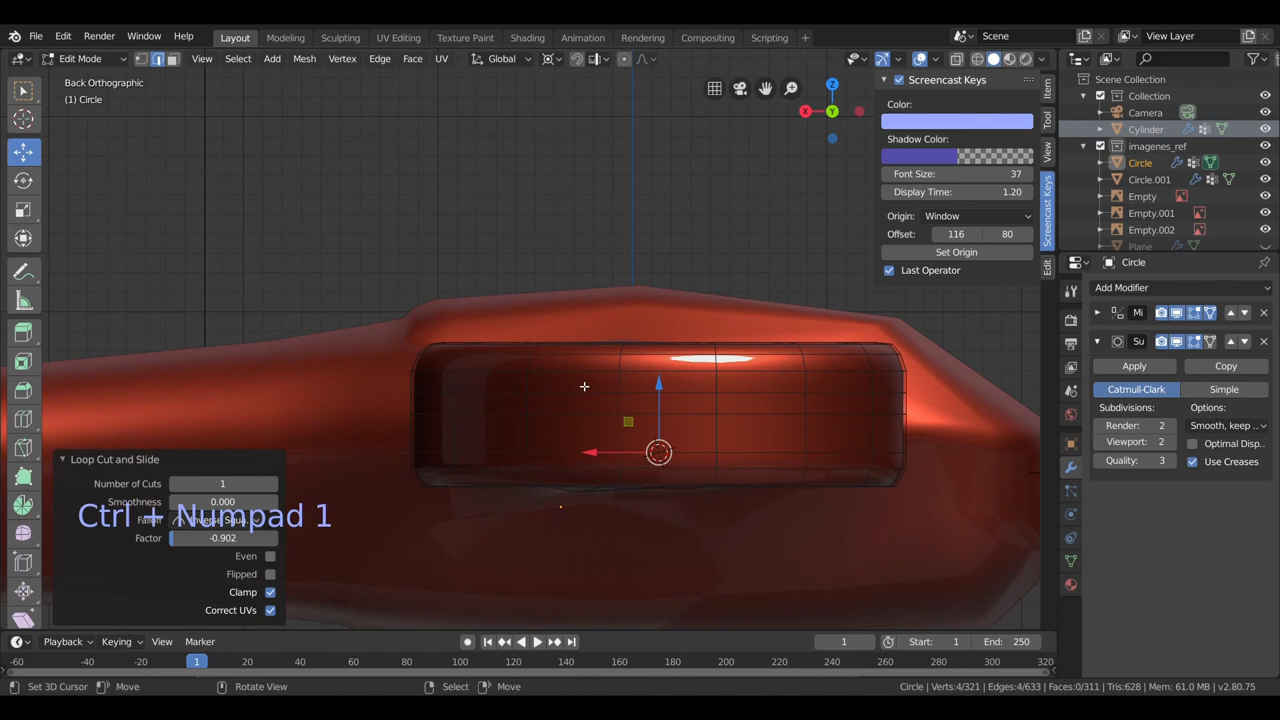 File Edit Render Window Help Layout Modeling Sculpting UV Editing Texture Paint Shading Animation Rendering Compositing Scripting + Scene View Layer
Edit Mode View Select Add Mesh Vertex Edge Face UV Global
Back Orthographic
(1) Circle
Z
X
Y
Screencast Keys
Color:
Shadow Color:
Font Size: 37
Display Time: 1.20
Origin: Window
Offset: 116 80
Set Origin
Last Operator
Item
Tool
View
Screencast Keys
Edit
Scene Collection
Collection
Camera
Cylinder
imagenes_ref
Circle
Circle.001
Empty
Empty.001
Empty.002
Plane
Circle
Add Modifier
Mi
Su
Apply Copy
Catmull-Clark Simple
Subdivisions: Options:
Render: 2 Smooth, keep ..
Viewport: 2 Optimal Disp..
Quality: 3 Use Creases
Loop Cut and Slide
Number of Cuts 1
Smoothness 0.000
Factor -0.902
Even
Flipped
Clamp
Correct UVs
Ctrl + Numpad 1
Playback Keying View Marker 1 Start: 1 End: 250
-60 -40 -20 1 20 40 60 80 100 120 140 160 180 200 220 240 260 280 300 320
Set 3D Cursor Move Rotate View Select Move Circle | Verts:4/321 | Edges:4/633 | Faces:0/311 | Tris:628 | Mem: 61.0 MB | v2.80.75